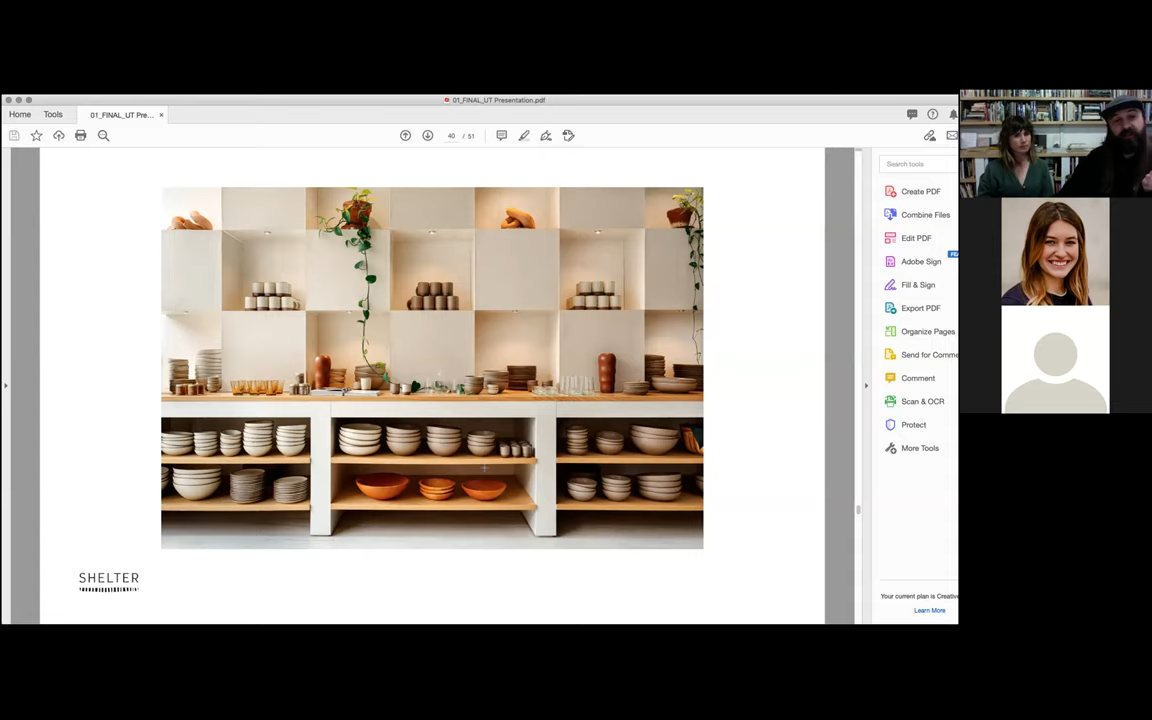 01_FINAL_UT Presentation.pdf
Home Tools 01_FINAL_UT Pre... ×
40 / 51
Search tools
Create PDF
Combine Files
Edit PDF
Adobe Sign
Fill & Sign
Export PDF
Organize Pages
Send for Comme
Comment
Scan & OCR
Protect
More Tools
SHELTER
Your current plan is Creative
Learn More